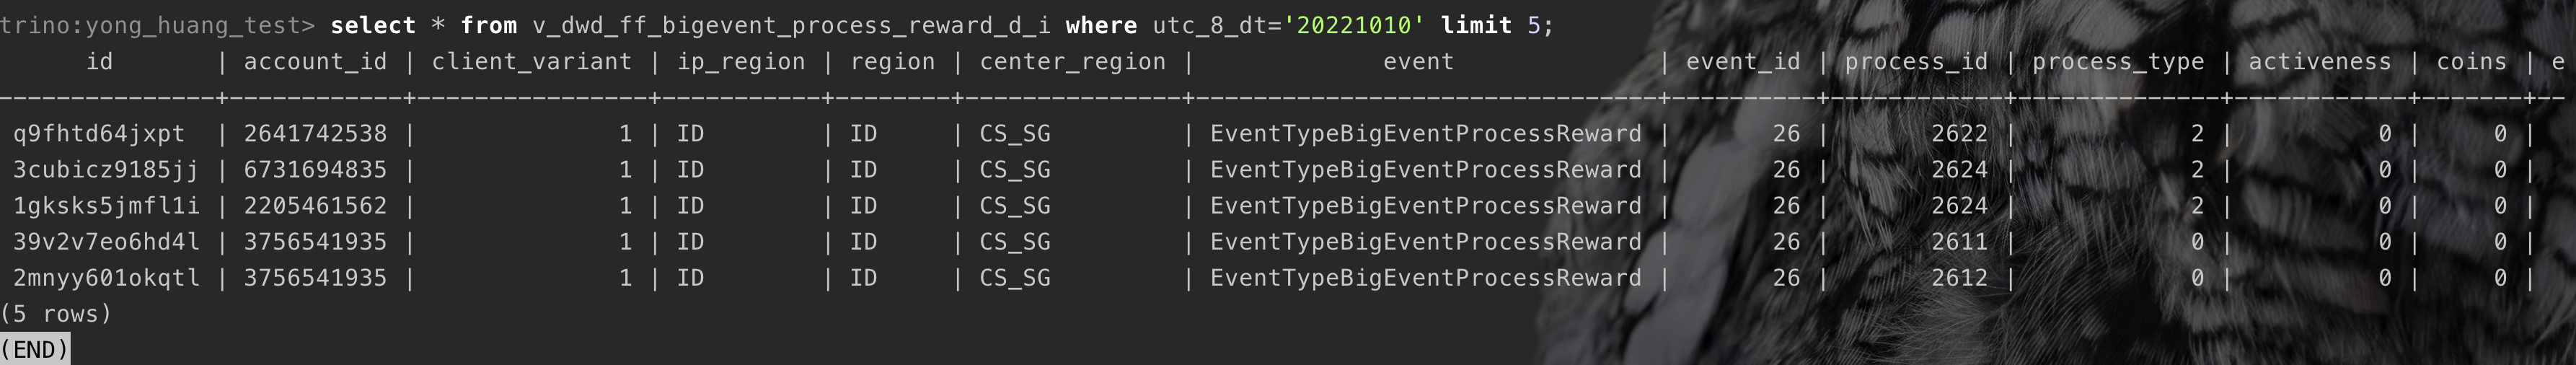 trino:yong_huang_test> select * from v_dwd_ff_bigevent_process_reward_d_i where utc_8_dt='20221010' limit 5;
id | account_id | client_variant | ip_region | region | center_region | event | event_id | process_id | process_type | activeness | coins | e
---------------+------------+----------------+-----------+--------+---------------+-------------------------------+----------+------------+--------------+------------+-------+--
q9fhtd64jxpt | 2641742538 | 1 | ID | ID | CS_SG | EventTypeBigEventProcessReward | 26 | 2622 | 2 | 0 | 0 |
3cubicz9185jj | 6731694835 | 1 | ID | ID | CS_SG | EventTypeBigEventProcessReward | 26 | 2624 | 2 | 0 | 0 |
1gksks5jmfl1i | 2205461562 | 1 | ID | ID | CS_SG | EventTypeBigEventProcessReward | 26 | 2624 | 2 | 0 | 0 |
39v2v7eo6hd4l | 3756541935 | 1 | ID | ID | CS_SG | EventTypeBigEventProcessReward | 26 | 2611 | 0 | 0 | 0 |
2mnyy601okqtl | 3756541935 | 1 | ID | ID | CS_SG | EventTypeBigEventProcessReward | 26 | 2612 | 0 | 0 | 0 |
(5 rows)
(END)